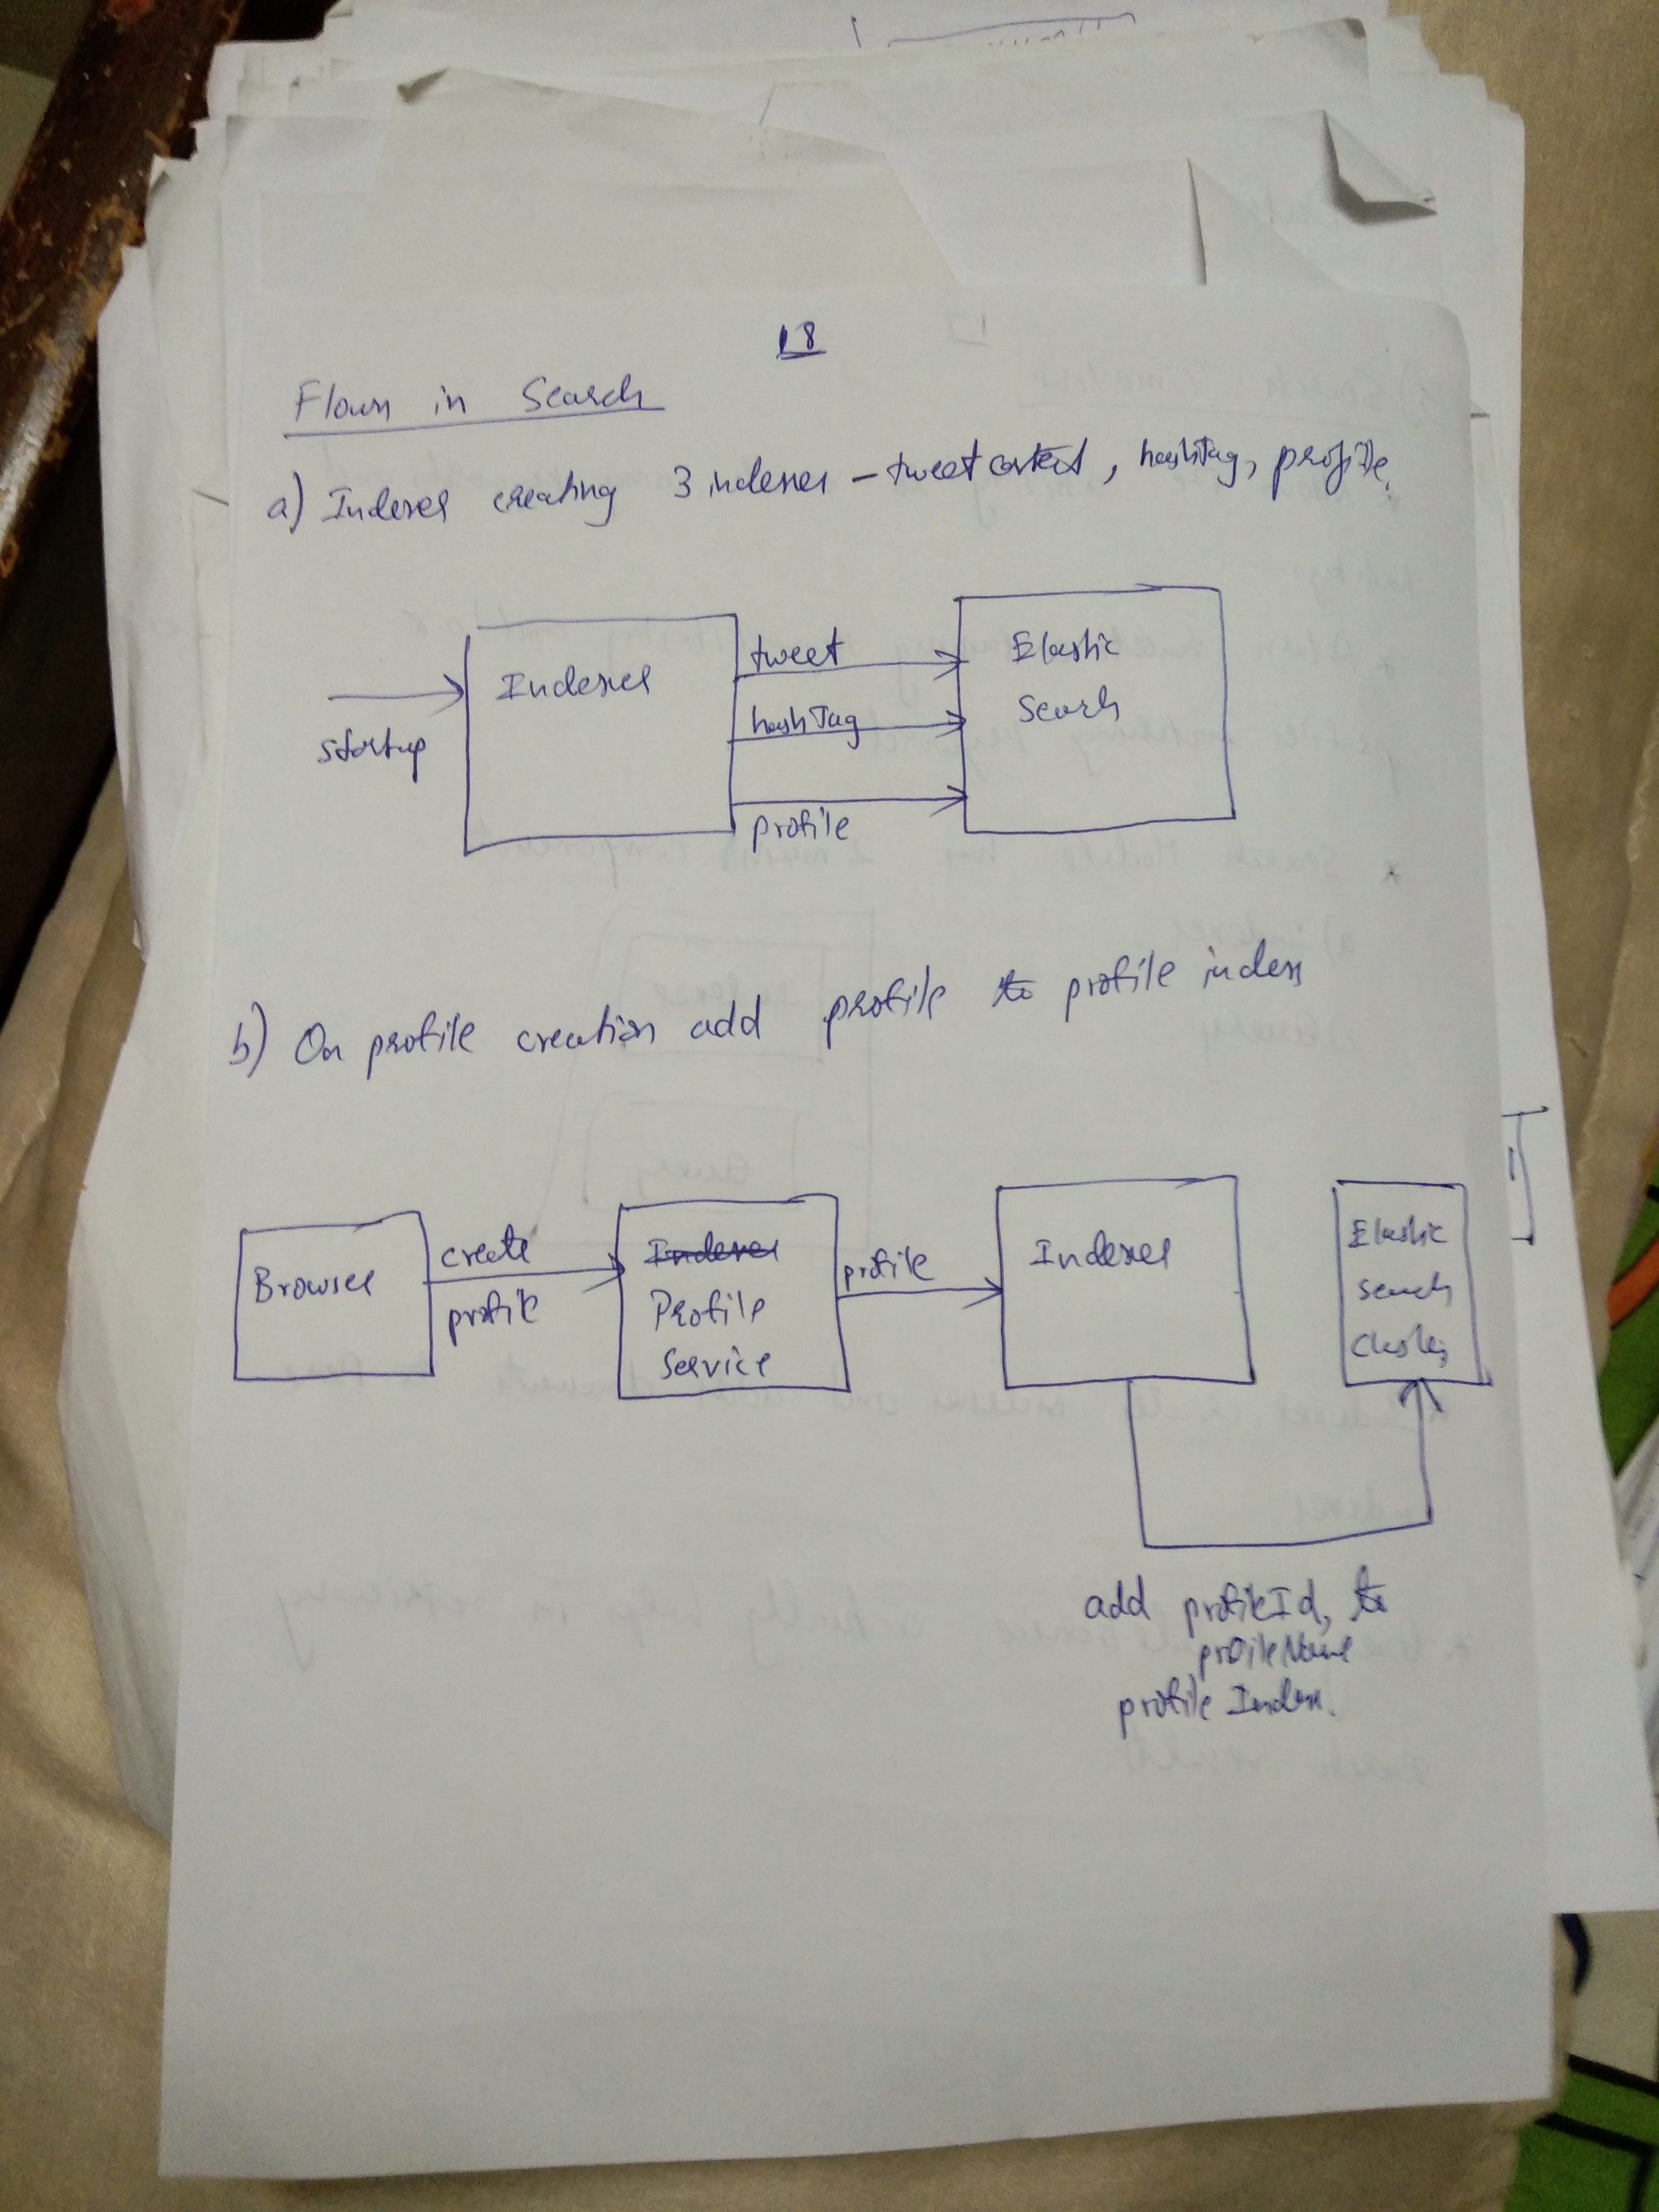 18
Flows in Search
a) Indexer creating 3 indexes - tweet content, hashTag, profile.
startup
Indexer
tweet
hashTag
profile
Elastic
Search
b) On profile creation add profile to profile index
Browser
create
profile
Indexer
Profile
Service
profile
Indexer
Elastic
search
Cluster
add profileId, to
profileName
profile Index.